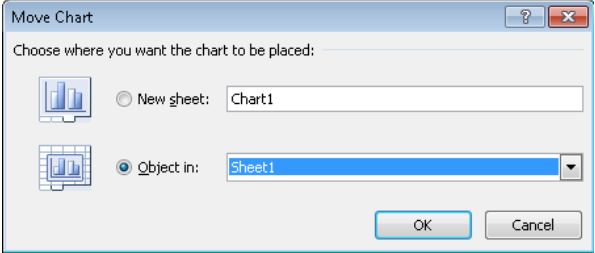 Move Chart
Choose where you want the chart to be placed:
New sheet: Chart1
Object in: Sheet1
OK Cancel